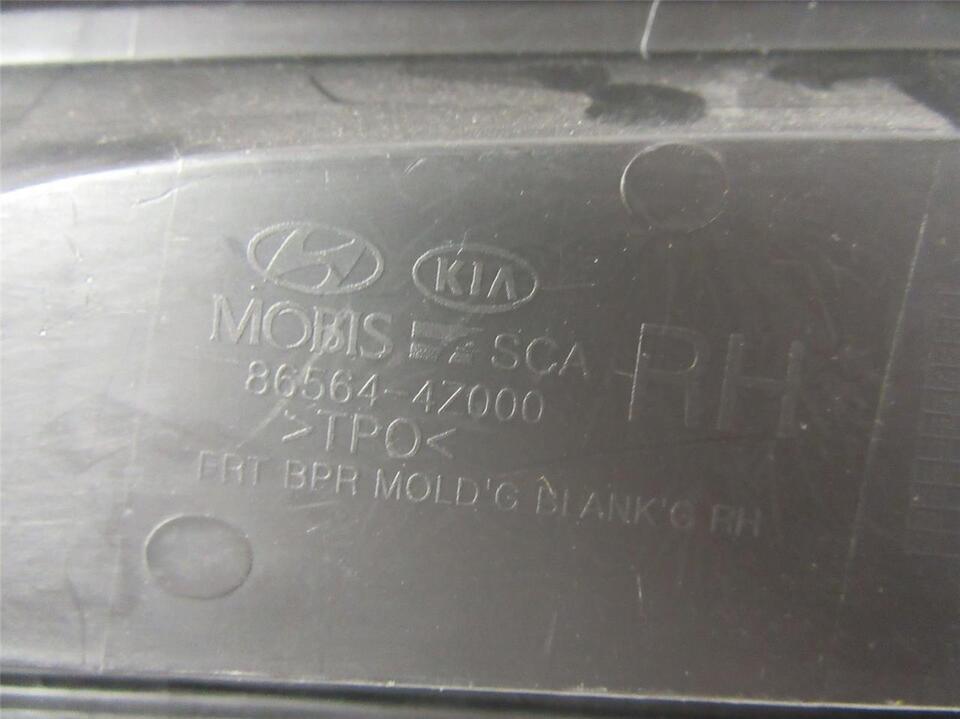 KIA
MOBIS SCA
RH
86564-4Z000
>TPO<
FRT BPR MOLD'G BLANK'G RH